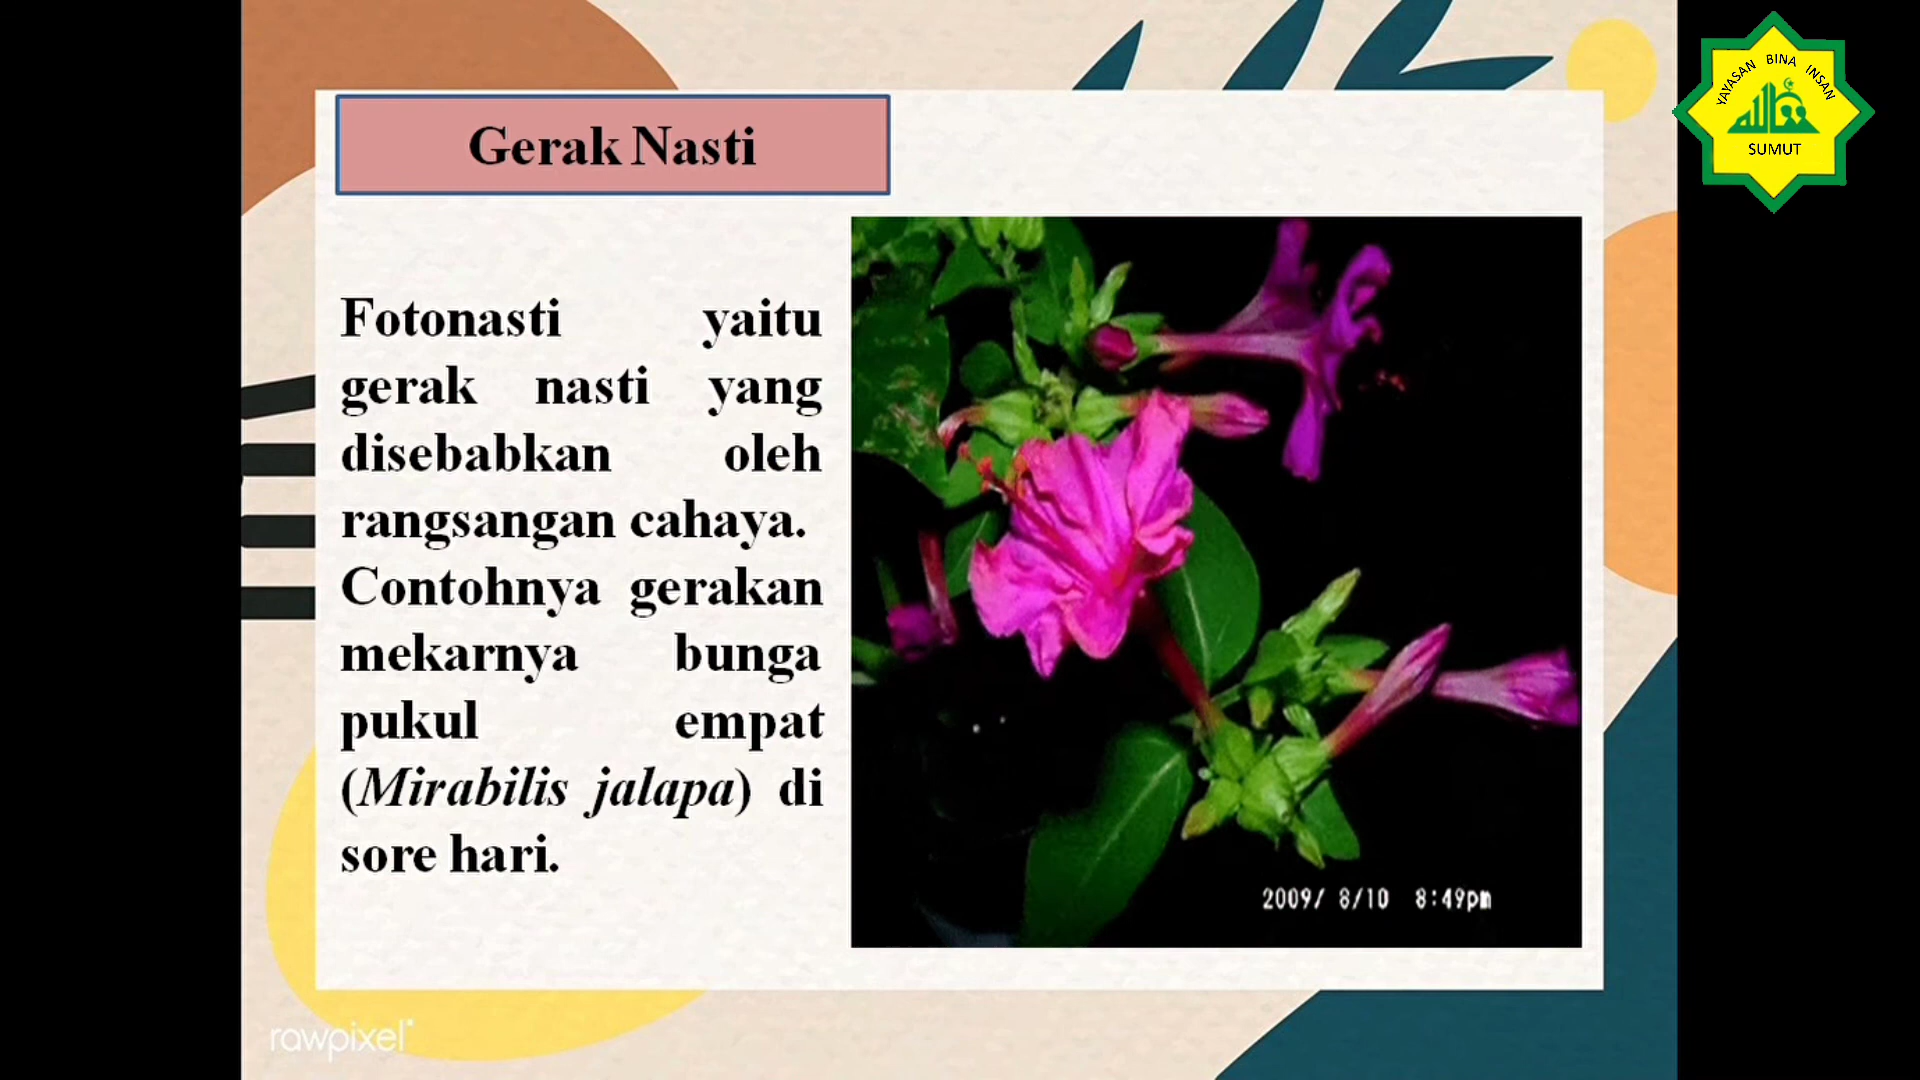 YAYASAN BINA INSAN
SUMUT
Gerak Nasti
Fotonasti yaitu
gerak nasti yang
disebabkan oleh
rangsangan cahaya.
Contohnya gerakan
mekarnya bunga
pukul empat
(Mirabilis jalapa) di
sore hari.
2009/ 8/10 8:49pm
rawpixel